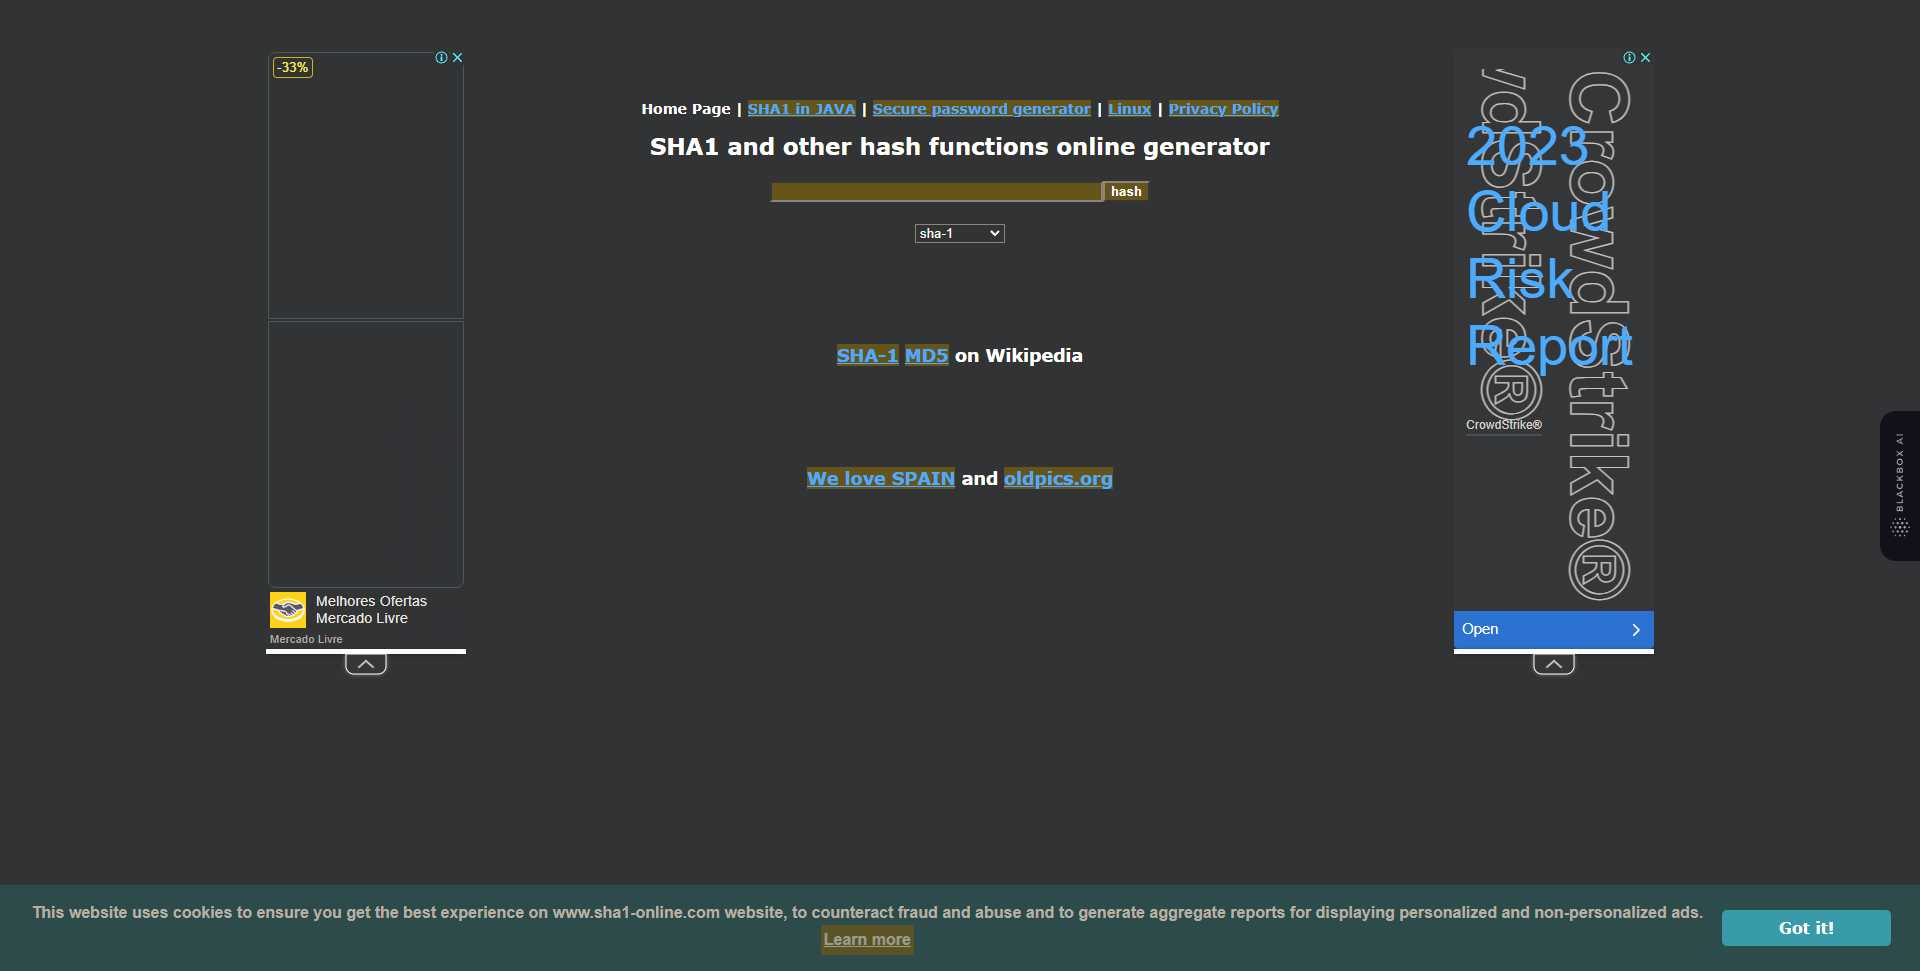 -33%
Melhores Ofertas
Mercado Livre
Mercado Livre
Home Page | SHA1 in JAVA | Secure password generator | Linux | Privacy Policy
SHA1 and other hash functions online generator
hash
sha-1
SHA-1 MD5 on Wikipedia
We love SPAIN and oldpics.org
CrowdStrike®
wdStrike®
2023
Cloud
Risk
Report
CrowdStrike®
Open
BLACKBOX AI
This website uses cookies to ensure you get the best experience on www.sha1-online.com website, to counteract fraud and abuse and to generate aggregate reports for displaying personalized and non-personalized ads.
Learn more
Got it!